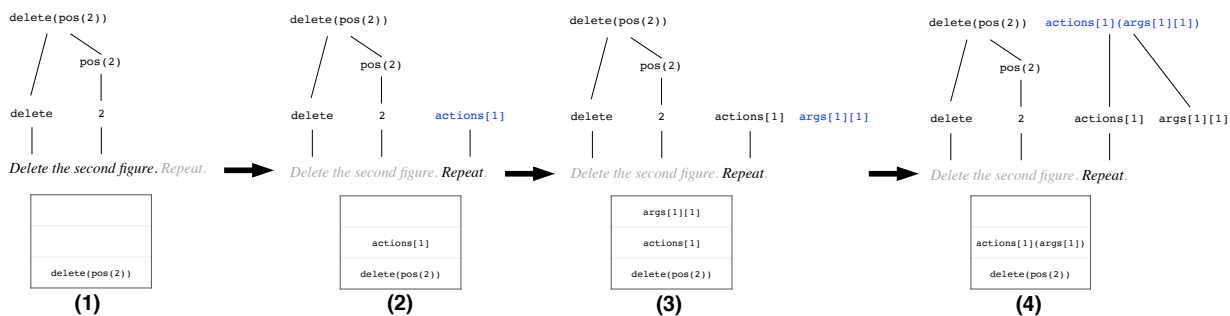 delete(pos(2))
pos(2)
delete 2
Delete the second figure. Repeat.
delete(pos(2))
(1)
delete(pos(2))
pos(2)
delete 2 actions[1]
Delete the second figure. Repeat.
actions[1]
delete(pos(2))
(2)
delete(pos(2))
pos(2)
delete 2 actions[1] args[1][1]
Delete the second figure. Repeat.
args[1][1]
actions[1]
delete(pos(2))
(3)
delete(pos(2)) actions[1](args[1][1])
pos(2)
delete 2 actions[1] args[1][1]
Delete the second figure. Repeat.
actions[1](args[1])
delete(pos(2))
(4)